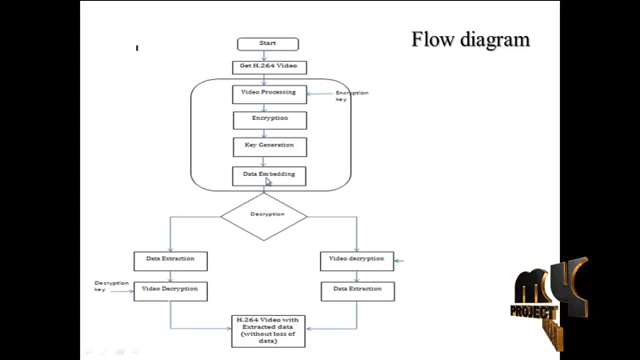 Flow diagram
Start
Get H.264 Video
Video Processing
Encryption
key
Encryption
Key Generation
Data Embedding
Decryption
Data Extraction
Video decryption
Decryption
key
Video Decryption
Data Extraction
H.264 Video with
Extracted data
(without loss of
data)
PROJECT